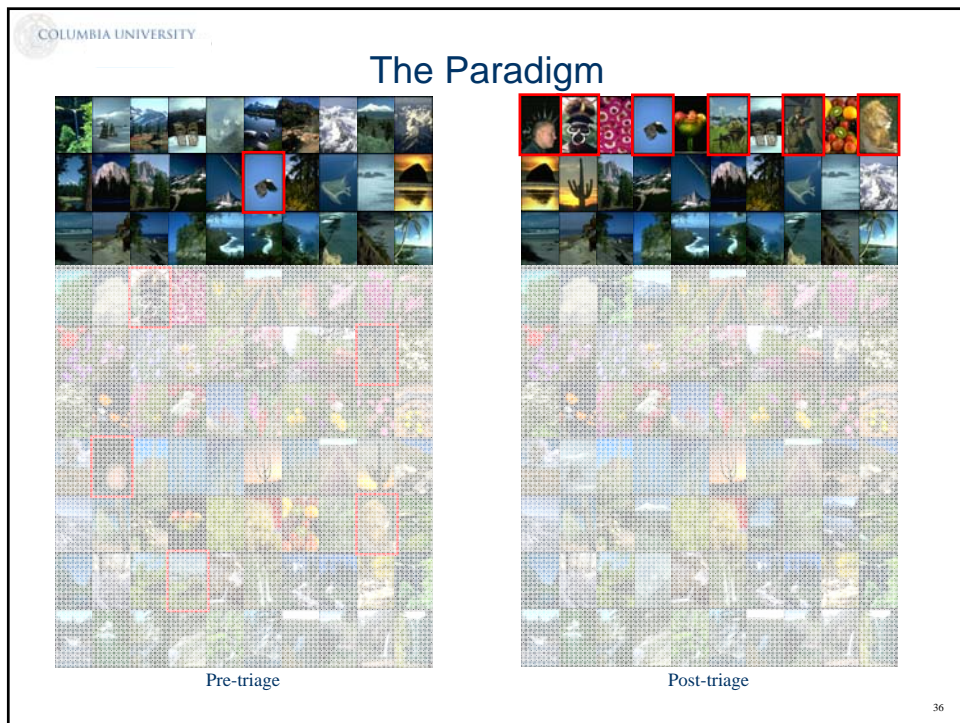 COLUMBIA UNIVERSITY
The Paradigm
Pre-triage
Post-triage
36